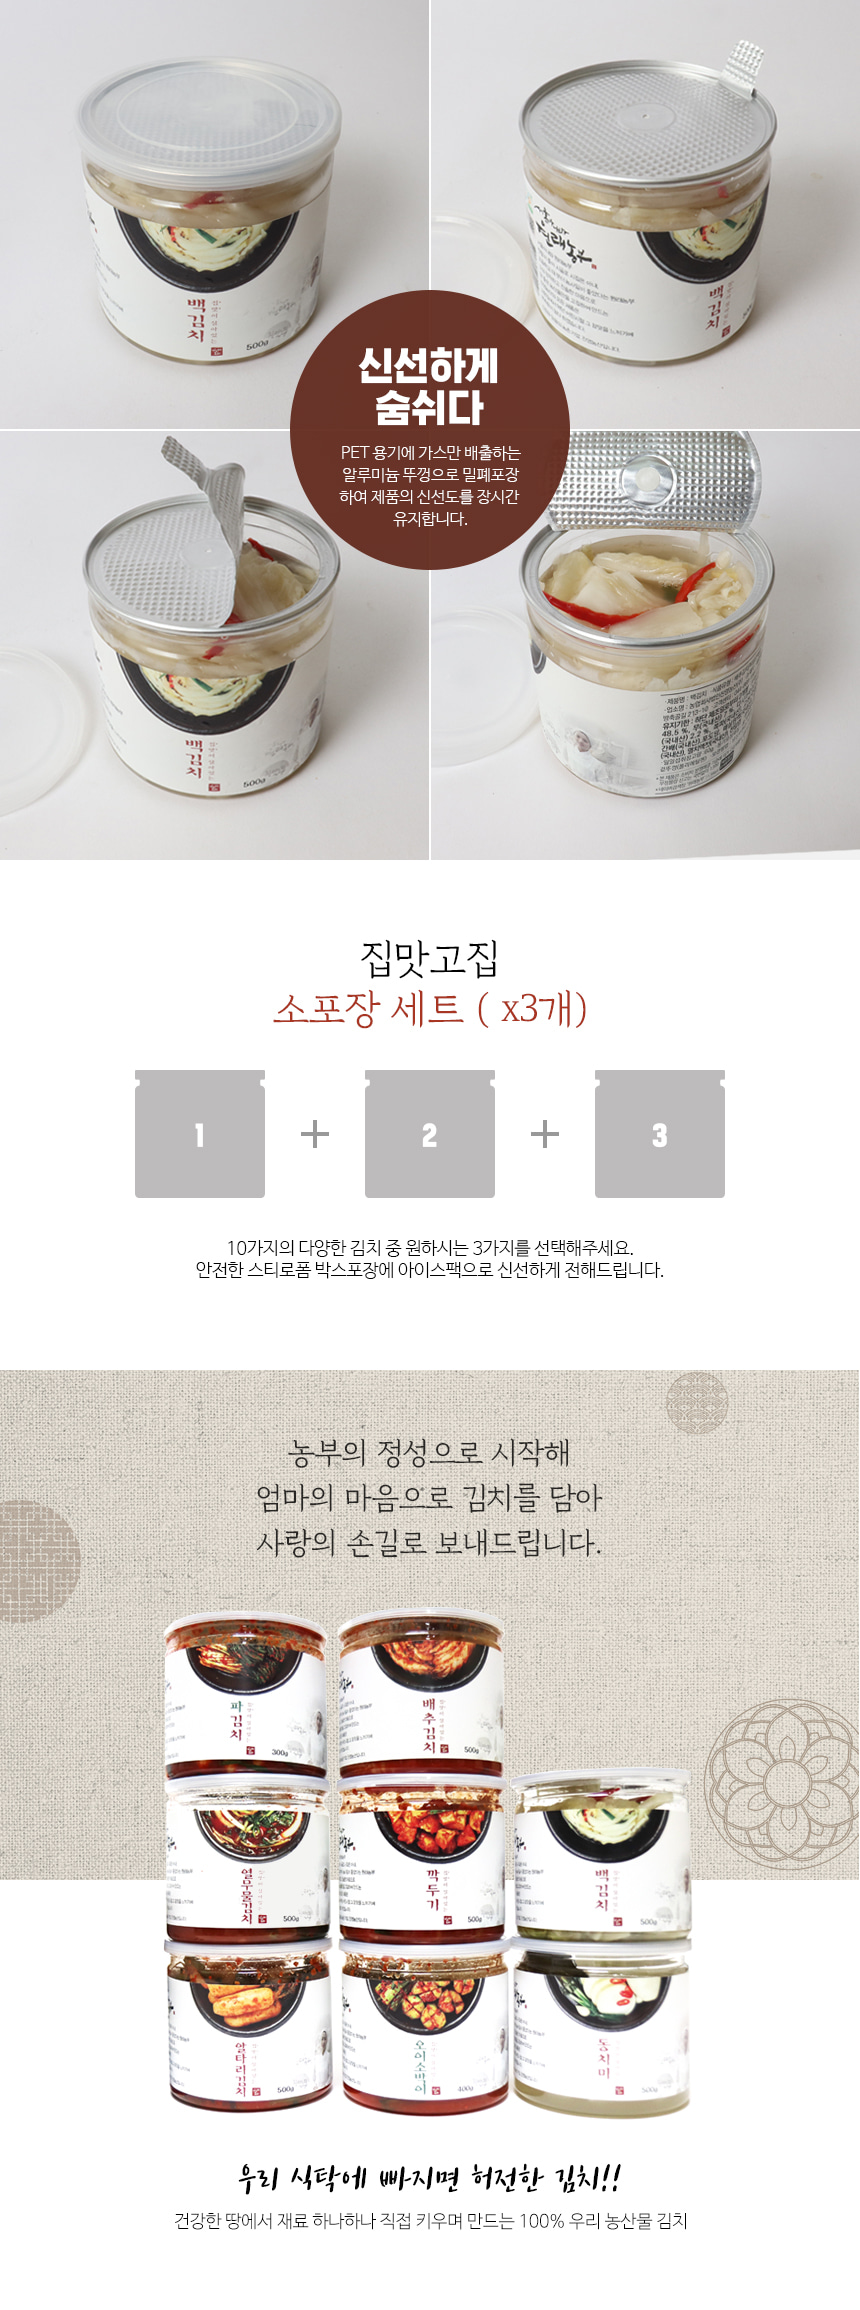 백김치
500g
백김치
신선하게
숨쉬다
PET 용기에 가스만 배출하는
알루미늄 뚜껑으로 밀폐포장
하여 제품의 신선도를 장시간
유지합니다.
백김치
500g
집맛고집
소포장 세트 ( x3개)
1 + 2 + 3
10가지의 다양한 김치 중 원하시는 3가지를 선택해주세요.
안전한 스티로폼 박스포장에 아이스팩으로 신선하게 전해드립니다.
농부의 정성으로 시작해
엄마의 마음으로 김치를 담아
사랑의 손길로 보내드립니다.
파김치
300g
배추김치
500g
열무물김치
500g
깍두기
500g
백김치
500g
알타리김치
500g
오이소박이
400g
동치미
500g
우리 식탁에 빠지면 허전한 김치!!
건강한 땅에서 재료 하나하나 직접 키우며 만드는 100% 우리 농산물 김치